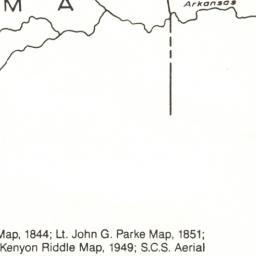 Arkansas
M A
Map, 1844; Lt. John G. Parke Map, 1851;
Kenyon Riddle Map, 1949; S.C.S. Aerial